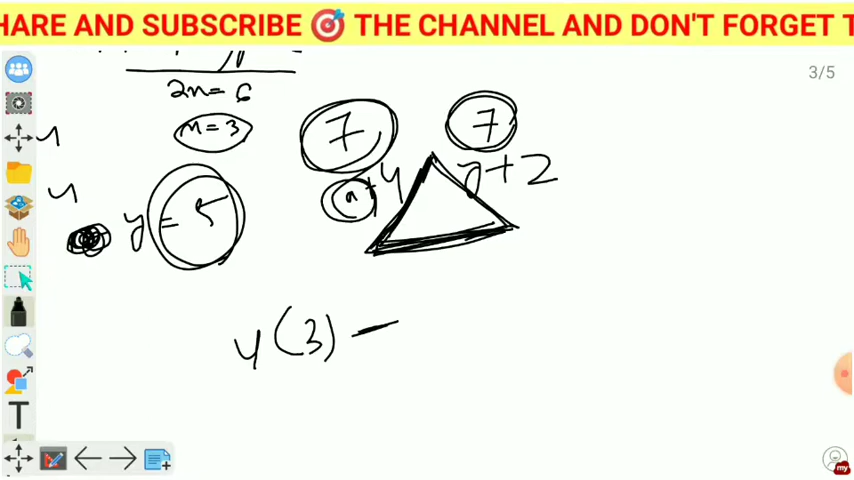 HARE AND SUBSCRIBE 🎯 THE CHANNEL AND DON'T FORGET T
3/5
2n = 6
n = 3
7
7
y
n + 4
y + 2
y
y = 5
4(3) -
T
my